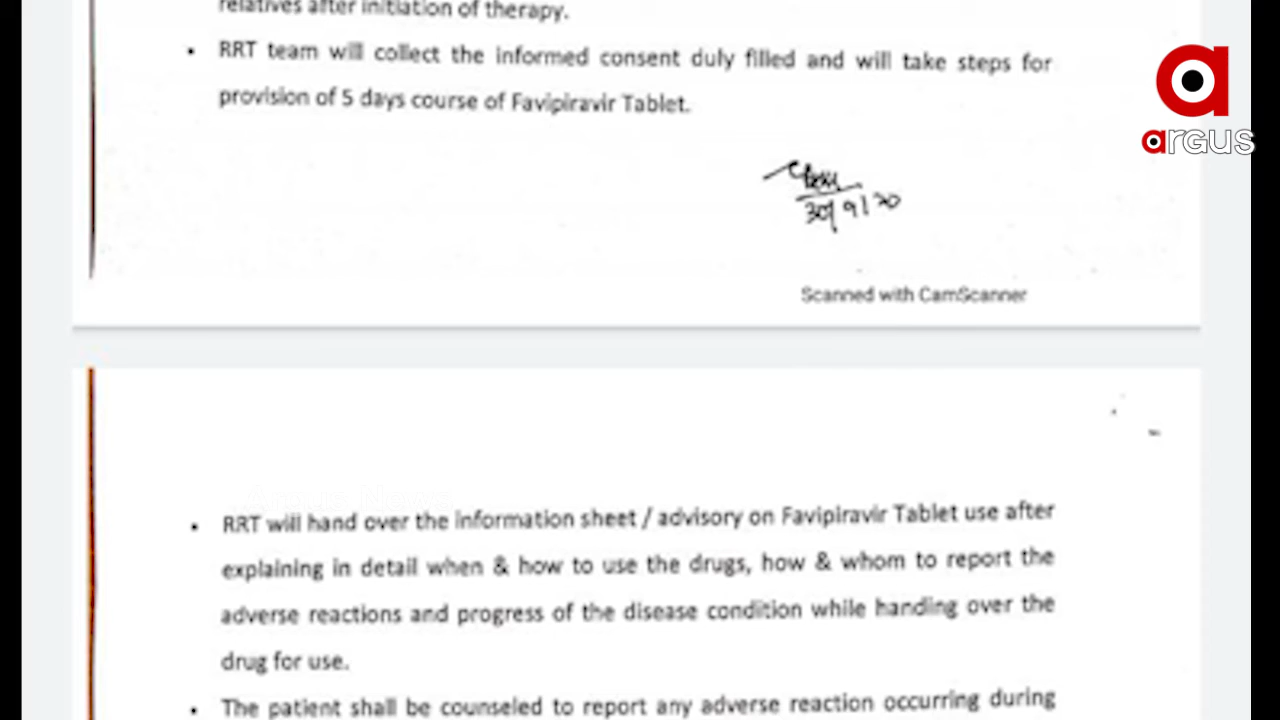 relatives after initiation of therapy.
• RRT team will collect the informed consent duly filled and will take steps for
provision of 5 days course of Favipiravir Tablet.
30/9/20
Scanned with CamScanner
Argus News
• RRT will hand over the information sheet / advisory on Favipiravir Tablet use after
explaining in detail when & how to use the drugs, how & whom to report the
adverse reactions and progress of the disease condition while handing over the
drug for use.
• The patient shall be counseled to report any adverse reaction occurring during
a
argus